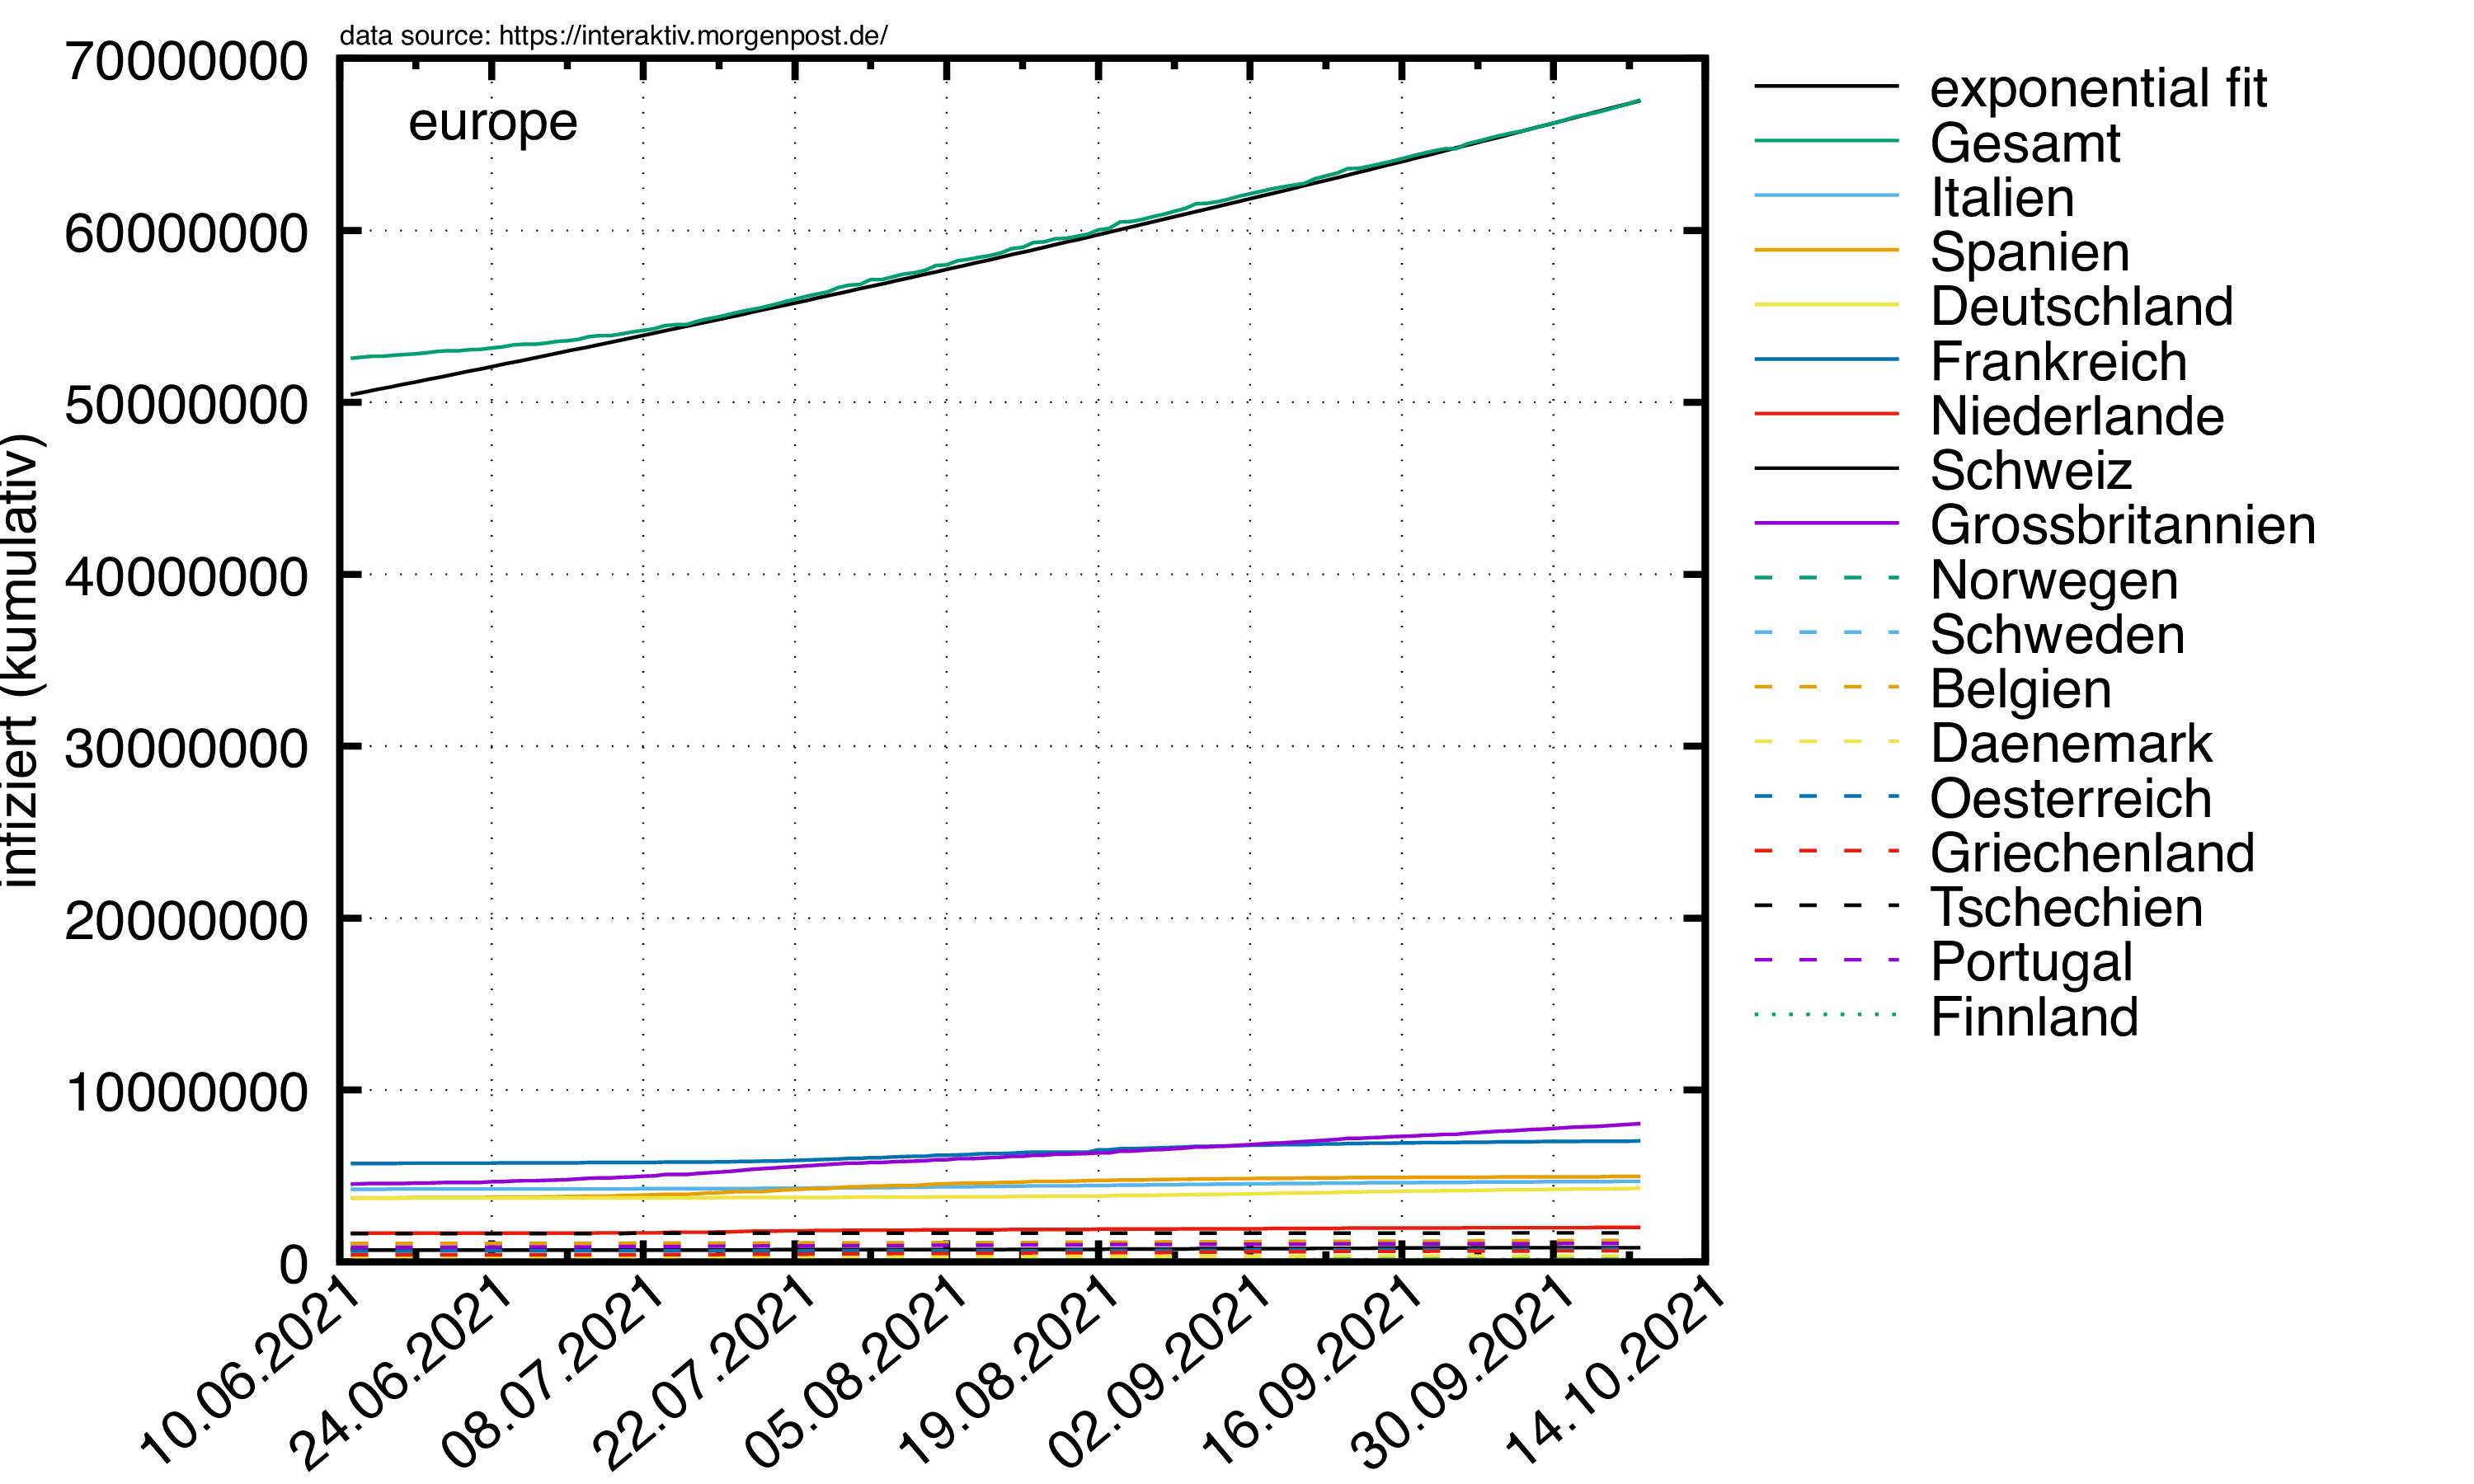 data source: https://interaktiv.morgenpost.de/
europe
infiziert (kumulativ)
70000000
60000000
50000000
40000000
30000000
20000000
10000000
0
10.06.2021
24.06.2021
08.07.2021
22.07.2021
05.08.2021
19.08.2021
02.09.2021
16.09.2021
30.09.2021
14.10.2021
exponential fit
Gesamt
Italien
Spanien
Deutschland
Frankreich
Niederlande
Schweiz
Grossbritannien
Norwegen
Schweden
Belgien
Daenemark
Oesterreich
Griechenland
Tschechien
Portugal
Finnland